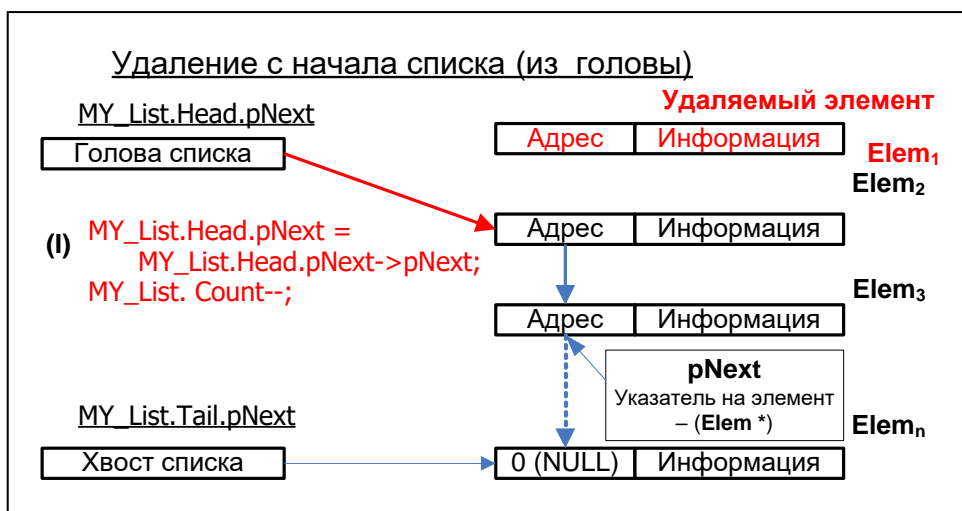 Удаление с начала списка (из головы)
MY_List.Head.pNext
Удаляемый элемент
Голова списка
Адрес Информация
Elem₁
Elem₂
(I) MY_List.Head.pNext =
MY_List.Head.pNext->pNext;
MY_List. Count--;
Адрес Информация
Elem₃
Адрес Информация
pNext
Указатель на элемент
– (Elem *)
MY_List.Tail.pNext
Elemₙ
Хвост списка
0 (NULL) Информация